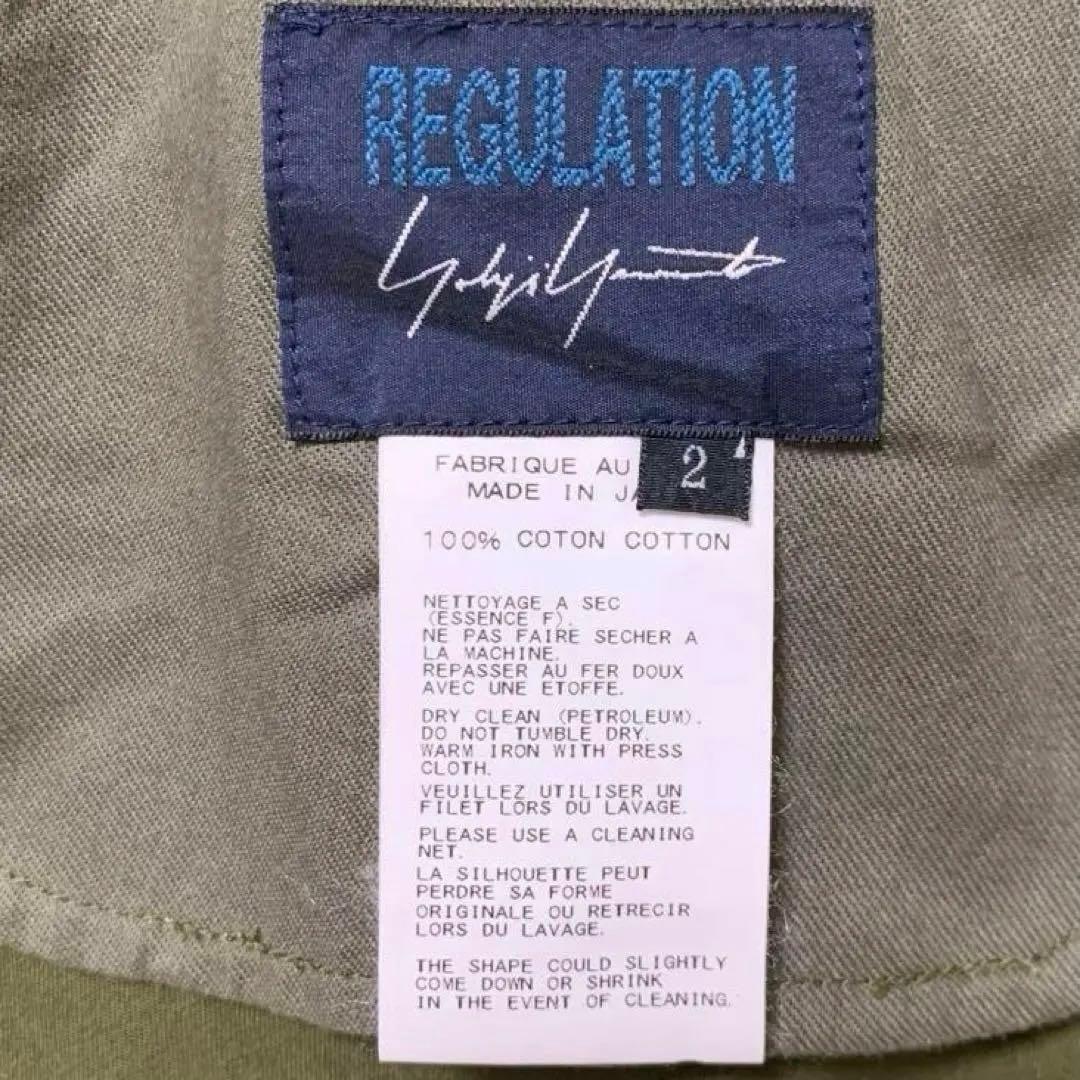 REGULATION
Yohji Yamamoto
2
FABRIQUE AU
MADE IN
100% COTON COTTON
NETTOYAGE A SEC
(ESSENCE F).
NE PAS FAIRE SECHER A
LA MACHINE.
REPASSER AU FER DOUX
AVEC UNE ETOFFE.
DRY CLEAN (PETROLEUM).
DO NOT TUMBLE DRY.
WARM IRON WITH PRESS
CLOTH.
VEUILLEZ UTILISER UN
FILET LORS DU LAVAGE.
PLEASE USE A CLEANING
NET.
LA SILHOUETTE PEUT
PERDRE SA FORME
ORIGINALE OU RETRECIR
LORS DU LAVAGE.
THE SHAPE COULD SLIGHTLY
COME DOWN OR SHRINK
IN THE EVENT OF CLEANING.